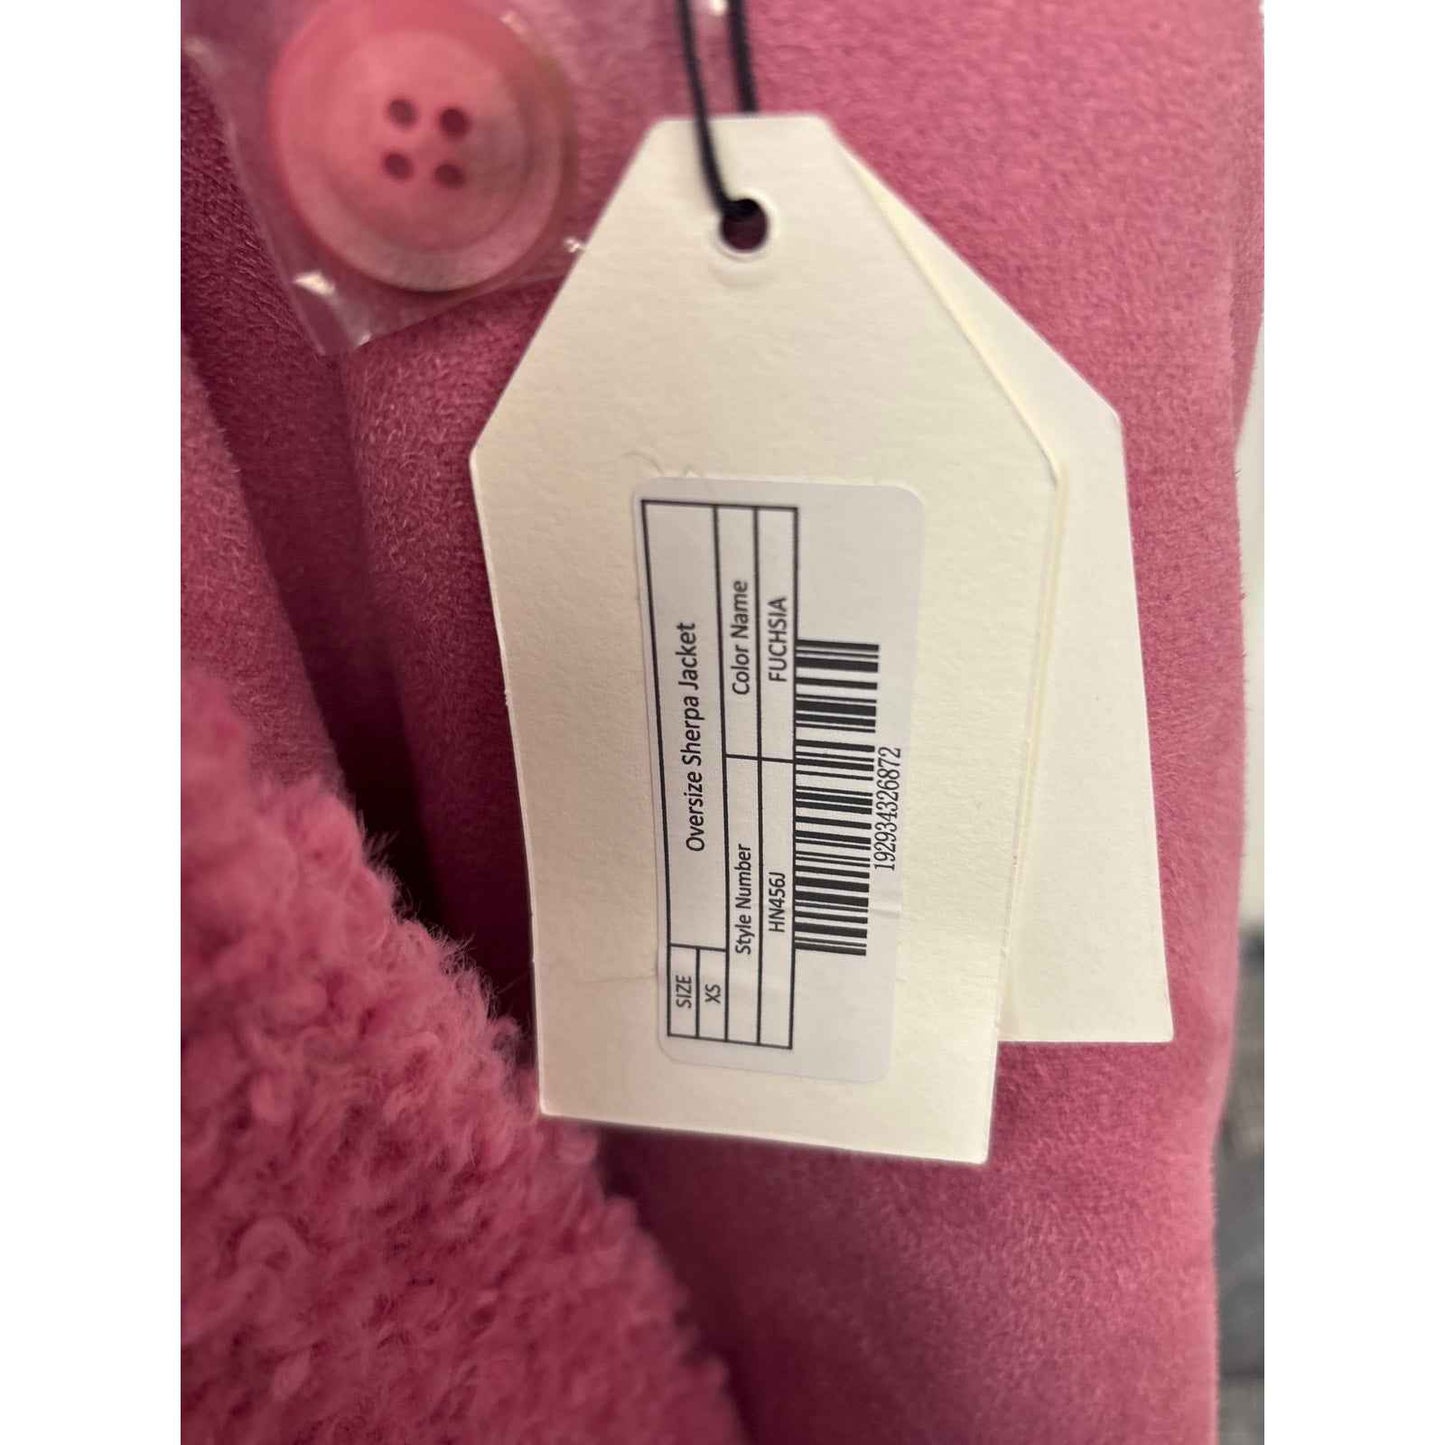 SIZE
XS
Oversize Sherpa Jacket
Style Number
Color Name
HN456J
FUCHSIA
192934326872